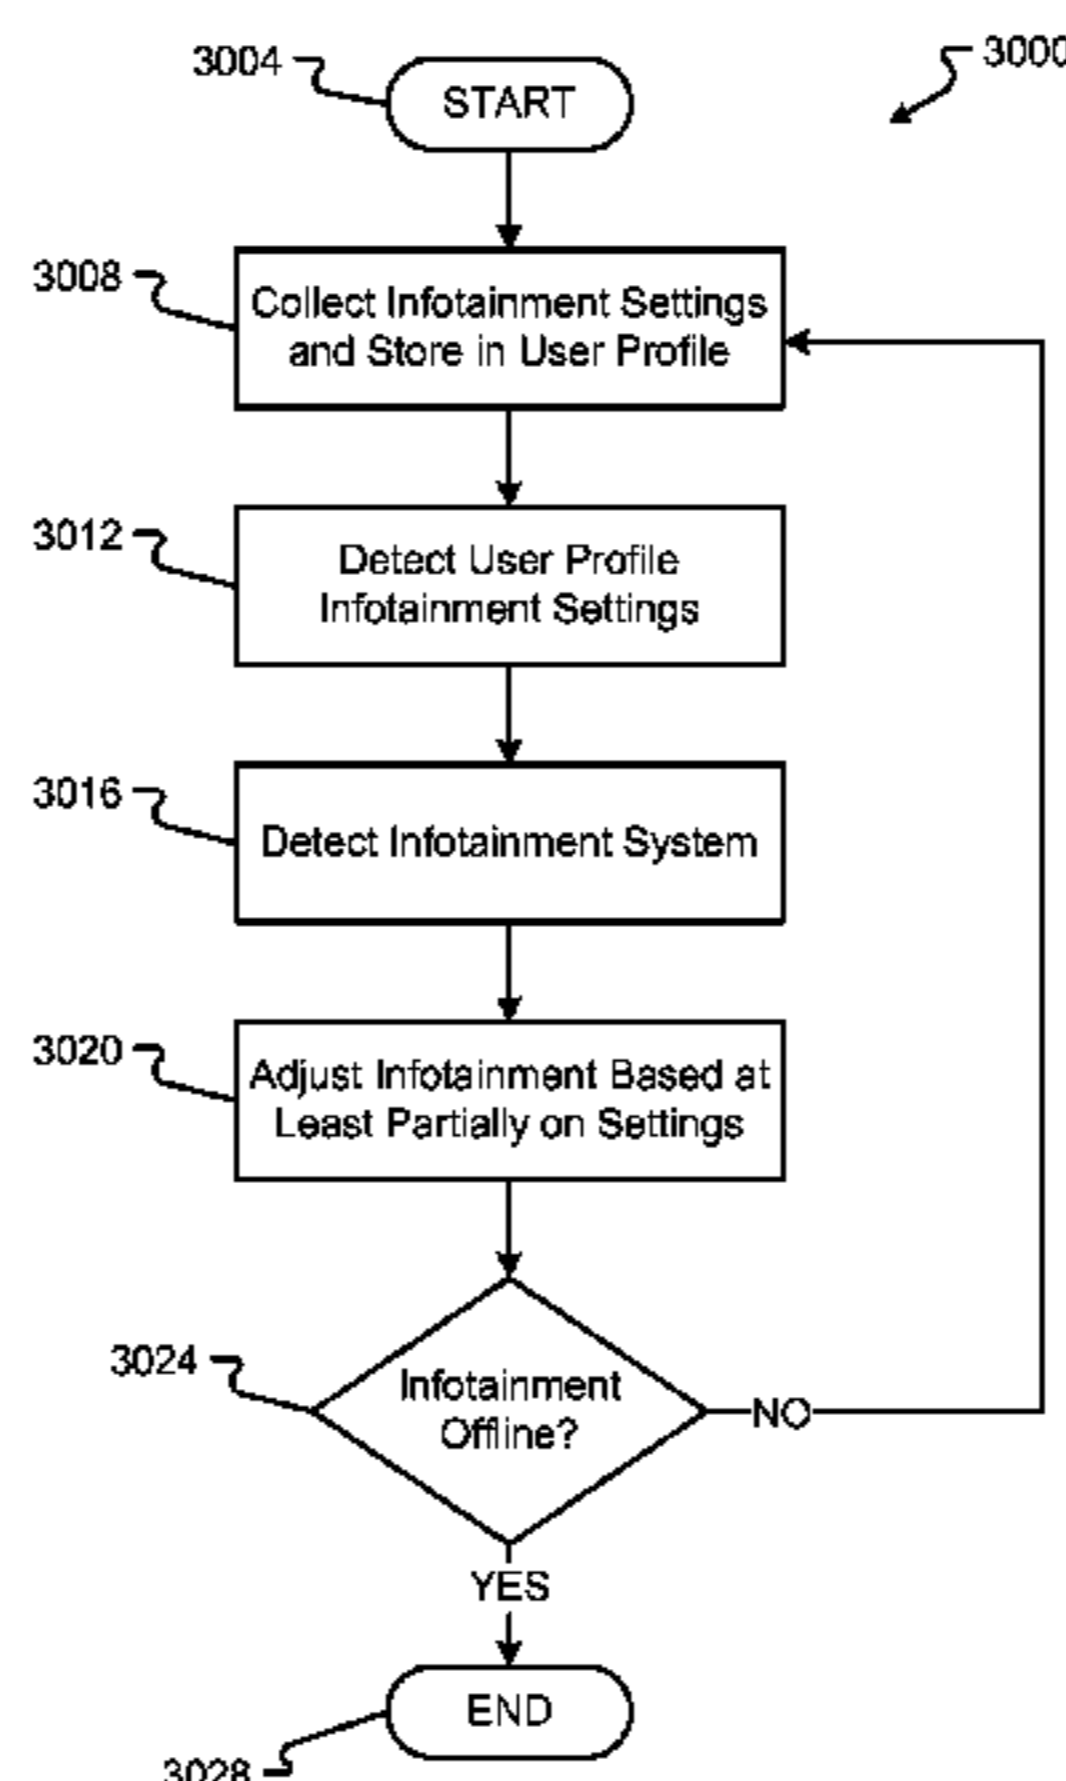 3004
START
3000
3008
Collect Infotainment Settings
and Store in User Profile
3012
Detect User Profile
Infotainment Settings
3016
Detect Infotainment System
3020
Adjust Infotainment Based at
Least Partially on Settings
3024
Infotainment
Offline?
NO
YES
END
3028